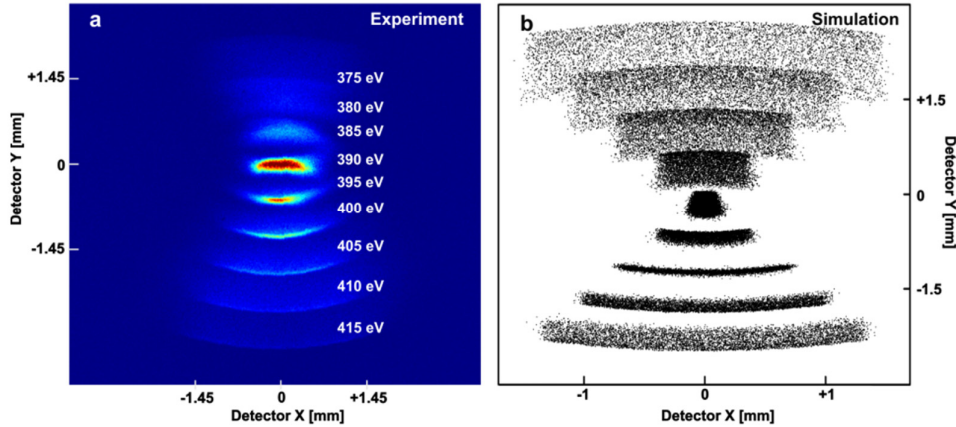 a
Experiment
+1.45
0
-1.45
Detector Y [mm]
375 eV
380 eV
385 eV
390 eV
395 eV
400 eV
405 eV
410 eV
415 eV
-1.45
0
+1.45
Detector X [mm]
b
Simulation
+1.5
0
-1.5
Detector Y [mm]
-1
0
+1
Detector X [mm]